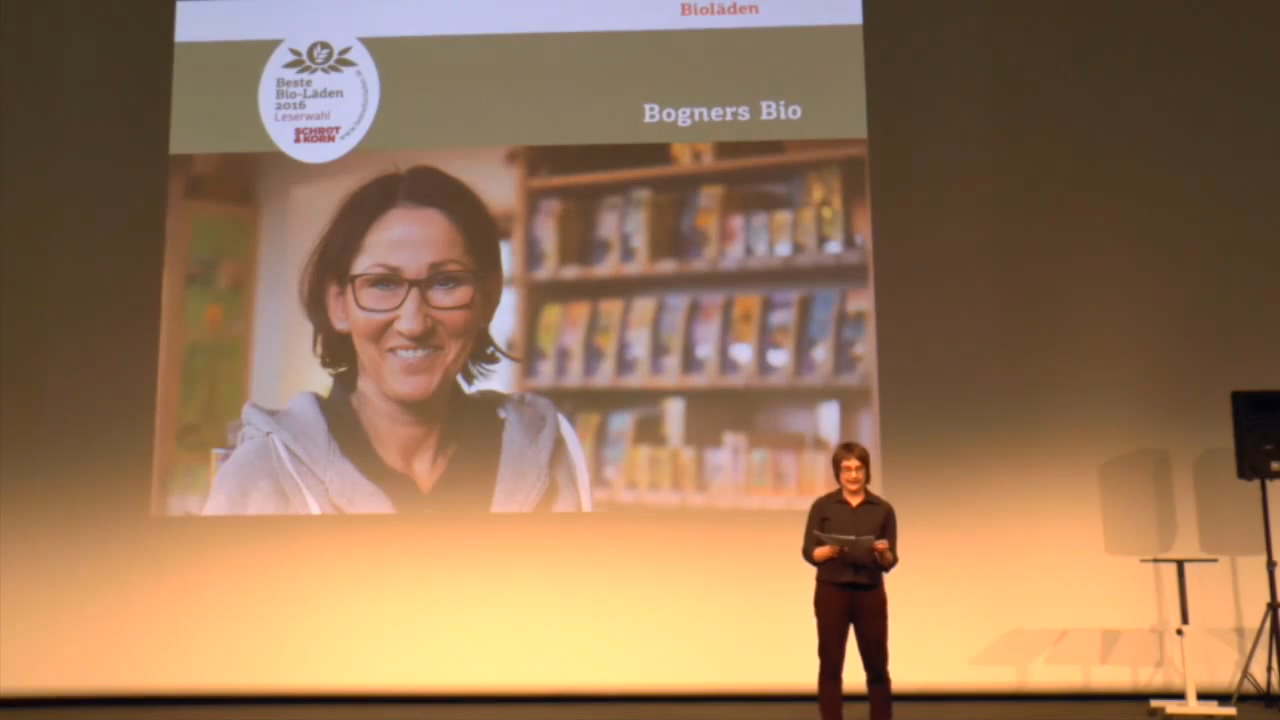 Bioläden
Beste
Bio-Läden
2016
Leserwahl
SCHROT
&KORN
Bogners Bio